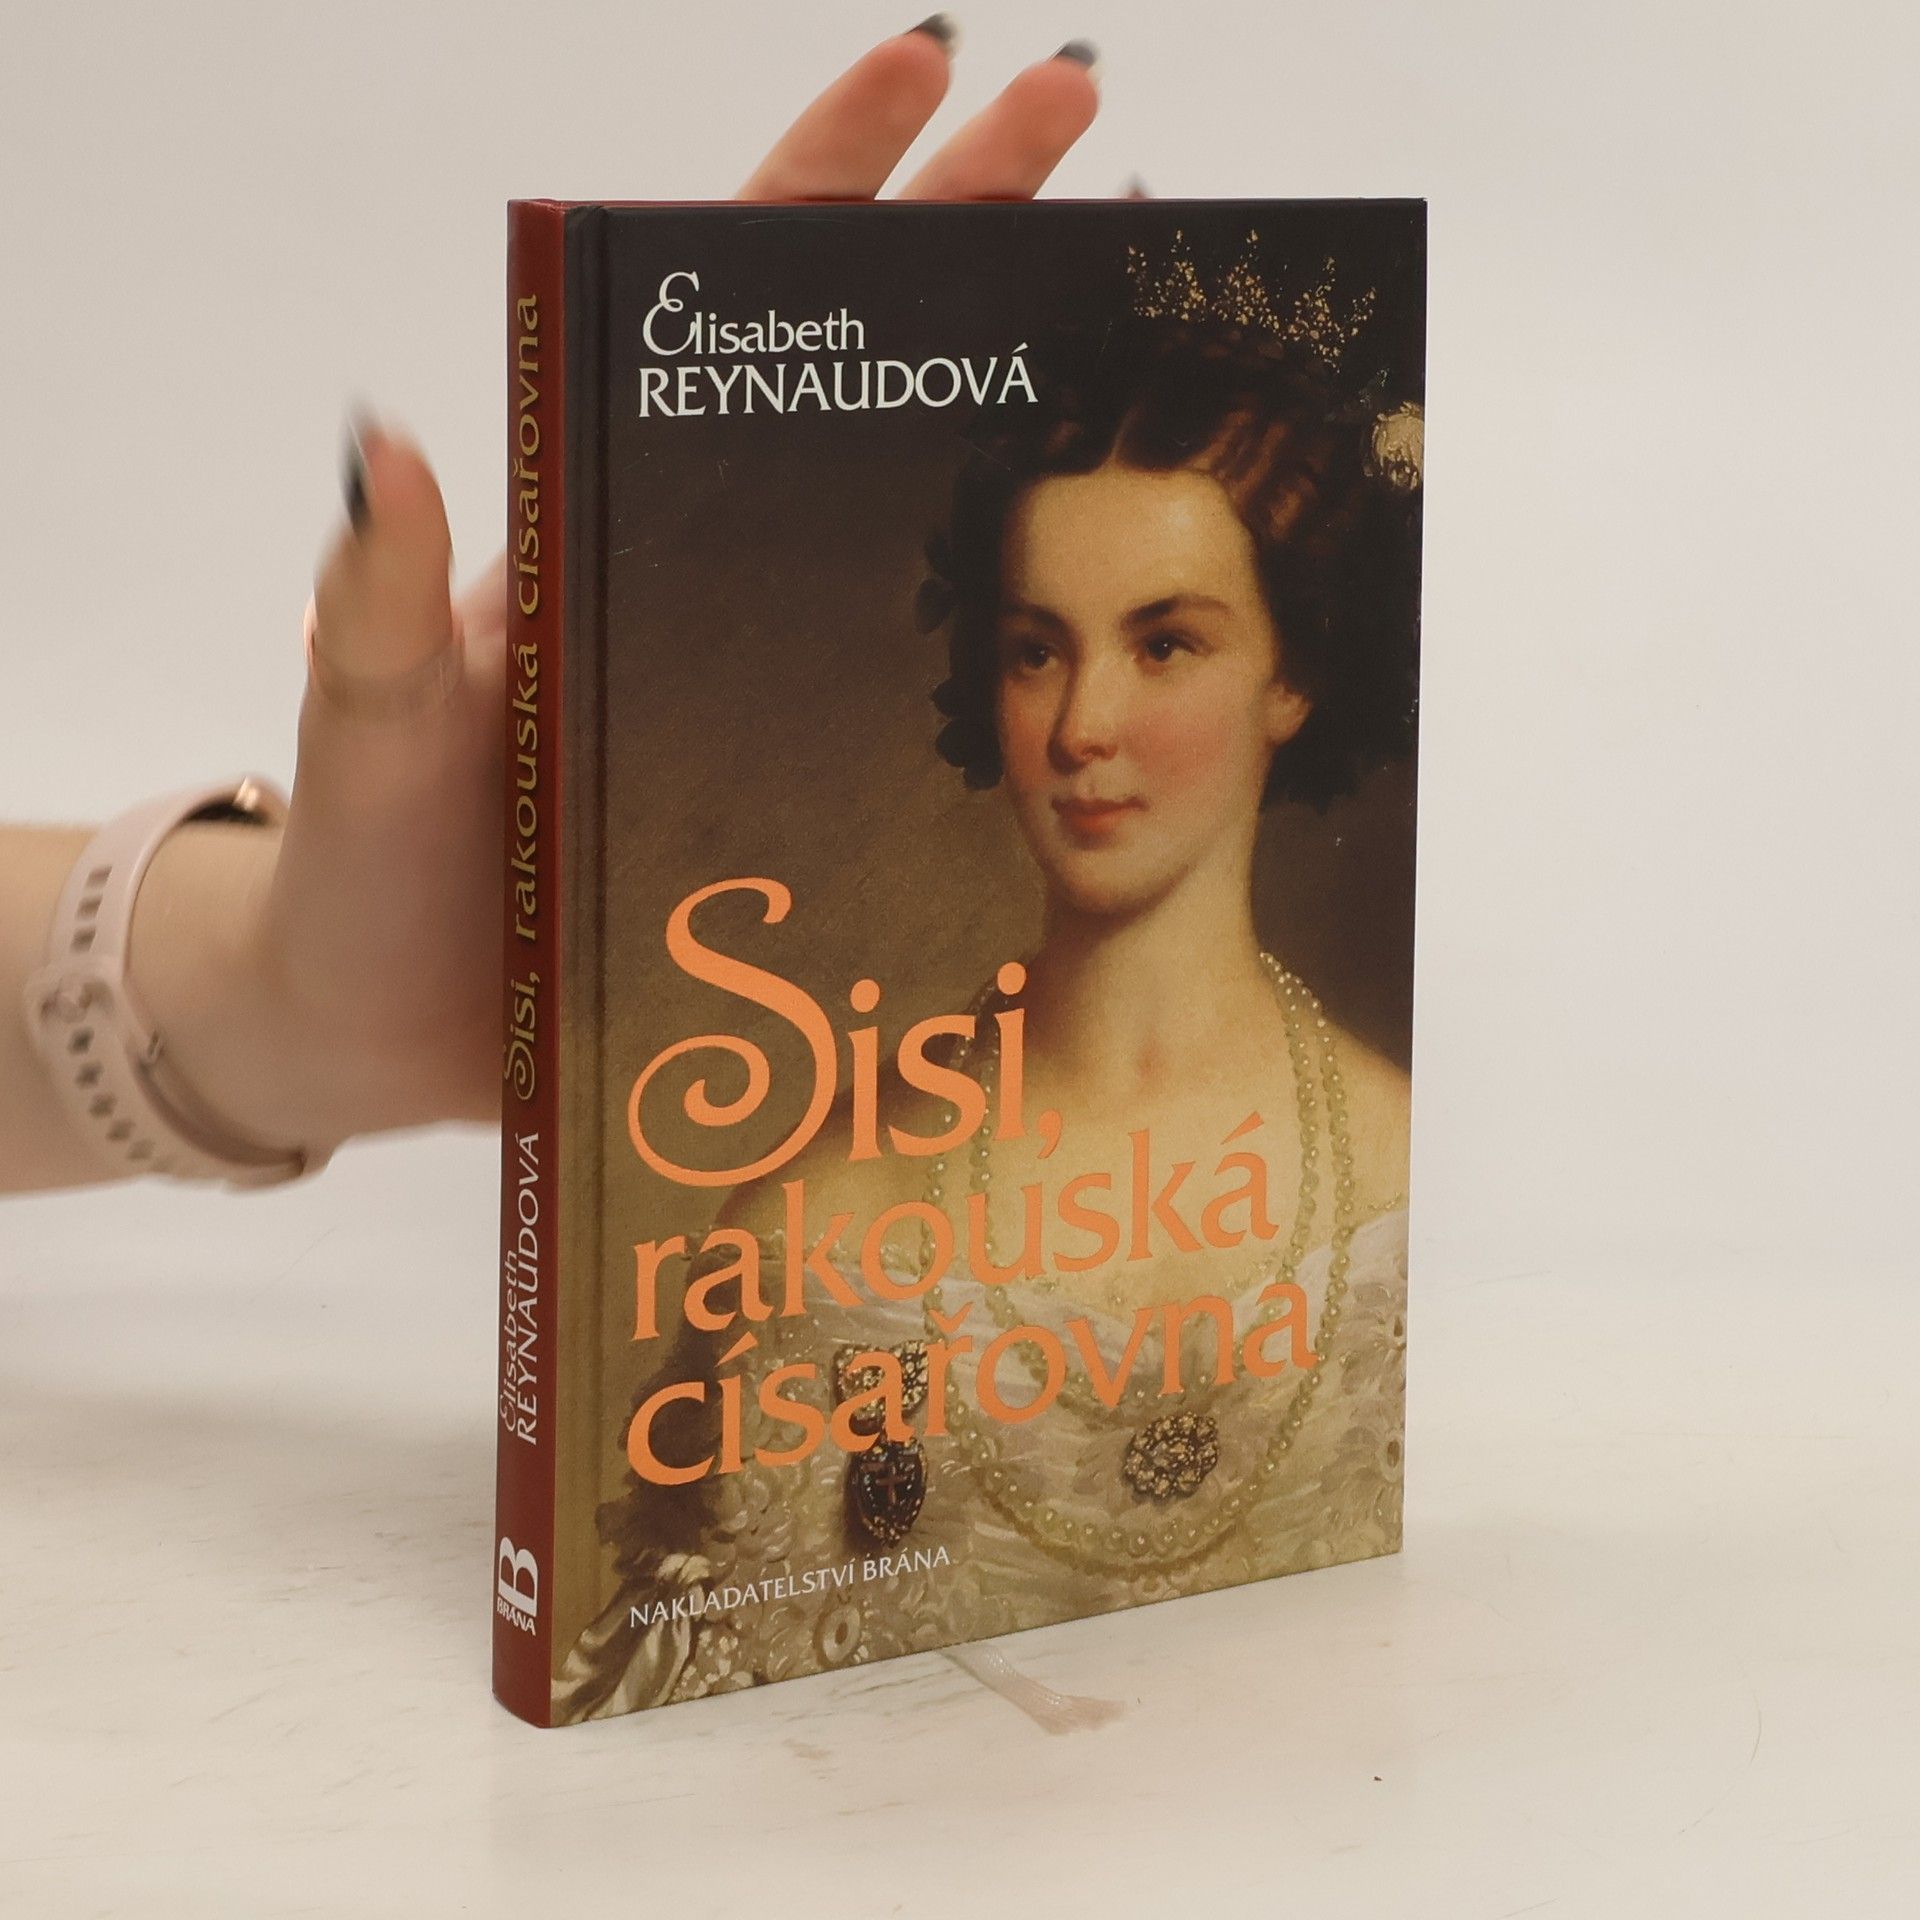 Elisabeth
REYNAUDOVÁ
Sisi,
rakouská
císařovna
NAKLADATELSTVÍ BRÁNA
Elisabeth
REYNAUDOVÁ
Sisi, rakouská císařovna
B
BRÁNA